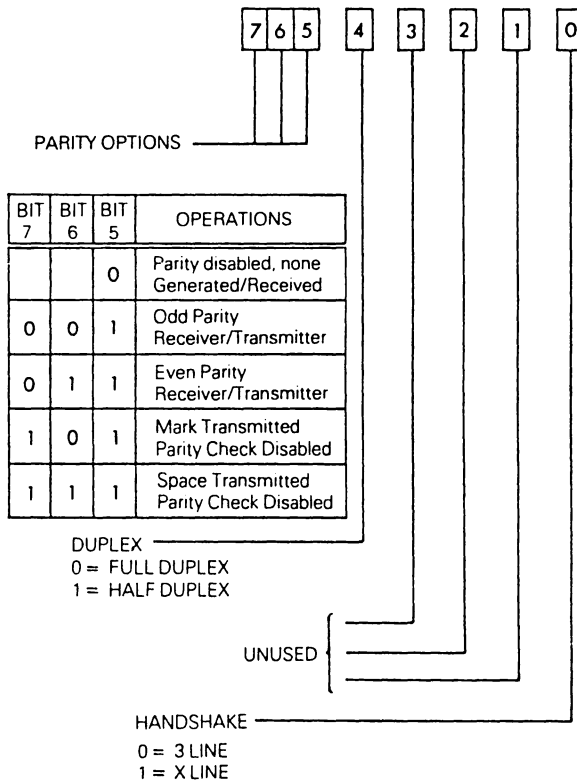 7 6 5 4 3 2 1 0
PARITY OPTIONS
BIT 7 BIT 6 BIT 5 OPERATIONS
0 Parity disabled, none
Generated/Received
0 0 1 Odd Parity
Receiver/Transmitter
0 1 1 Even Parity
Receiver/Transmitter
1 0 1 Mark Transmitted
Parity Check Disabled
1 1 1 Space Transmitted
Parity Check Disabled
DUPLEX
0 = FULL DUPLEX
1 = HALF DUPLEX
UNUSED
HANDSHAKE
0 = 3 LINE
1 = X LINE